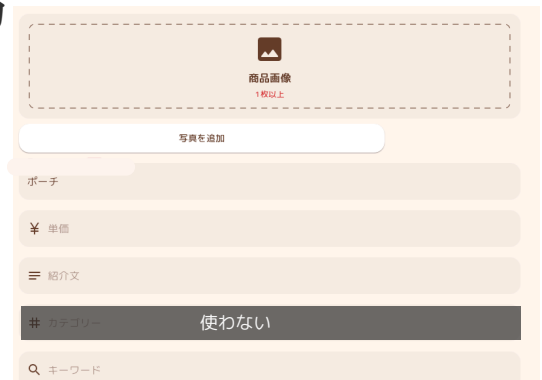 商品画像
1枚以上
写真を追加
ポーチ
¥ 単価
紹介文
# カテゴリー 使わない
キーワード